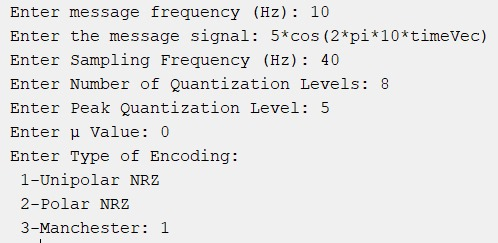 Enter message frequency (Hz): 10
Enter the message signal: 5*cos(2*pi*10*timeVec)
Enter Sampling Frequency (Hz): 40
Enter Number of Quantization Levels: 8
Enter Peak Quantization Level: 5
Enter µ Value: 0
Enter Type of Encoding:
1-Unipolar NRZ
2-Polar NRZ
3-Manchester: 1